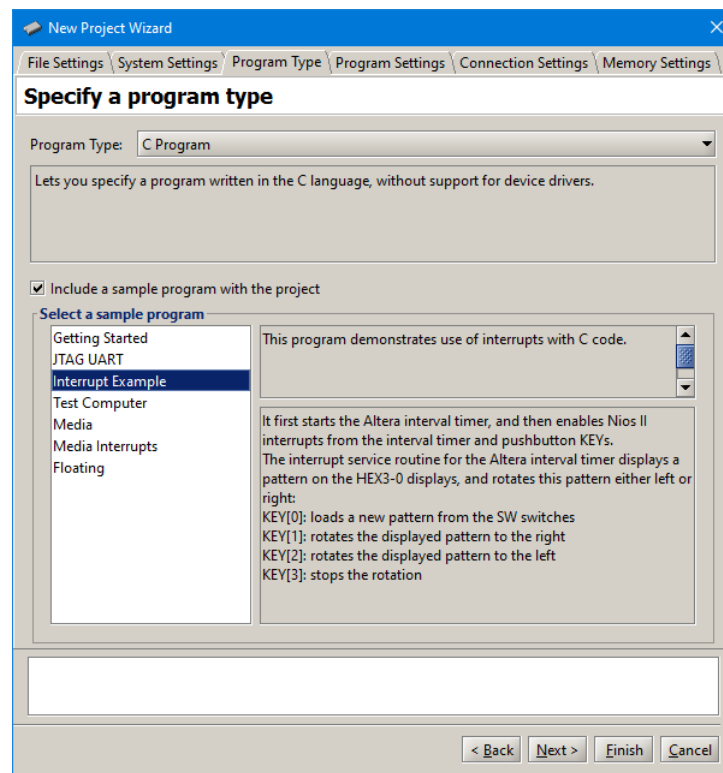 New Project Wizard
File Settings System Settings Program Type Program Settings Connection Settings Memory Settings
Specify a program type
Program Type: C Program
Lets you specify a program written in the C language, without support for device drivers.
Include a sample program with the project
Select a sample program
Getting Started
JTAG UART
Interrupt Example
Test Computer
Media
Media Interrupts
Floating
This program demonstrates use of interrupts with C code.
It first starts the Altera interval timer, and then enables Nios II
interrupts from the interval timer and pushbutton KEYs.
The interrupt service routine for the Altera interval timer displays a
pattern on the HEX3-0 displays, and rotates this pattern either left or
right:
KEY[0]: loads a new pattern from the SW switches
KEY[1]: rotates the displayed pattern to the right
KEY[2]: rotates the displayed pattern to the left
KEY[3]: stops the rotation
< Back Next > Finish Cancel